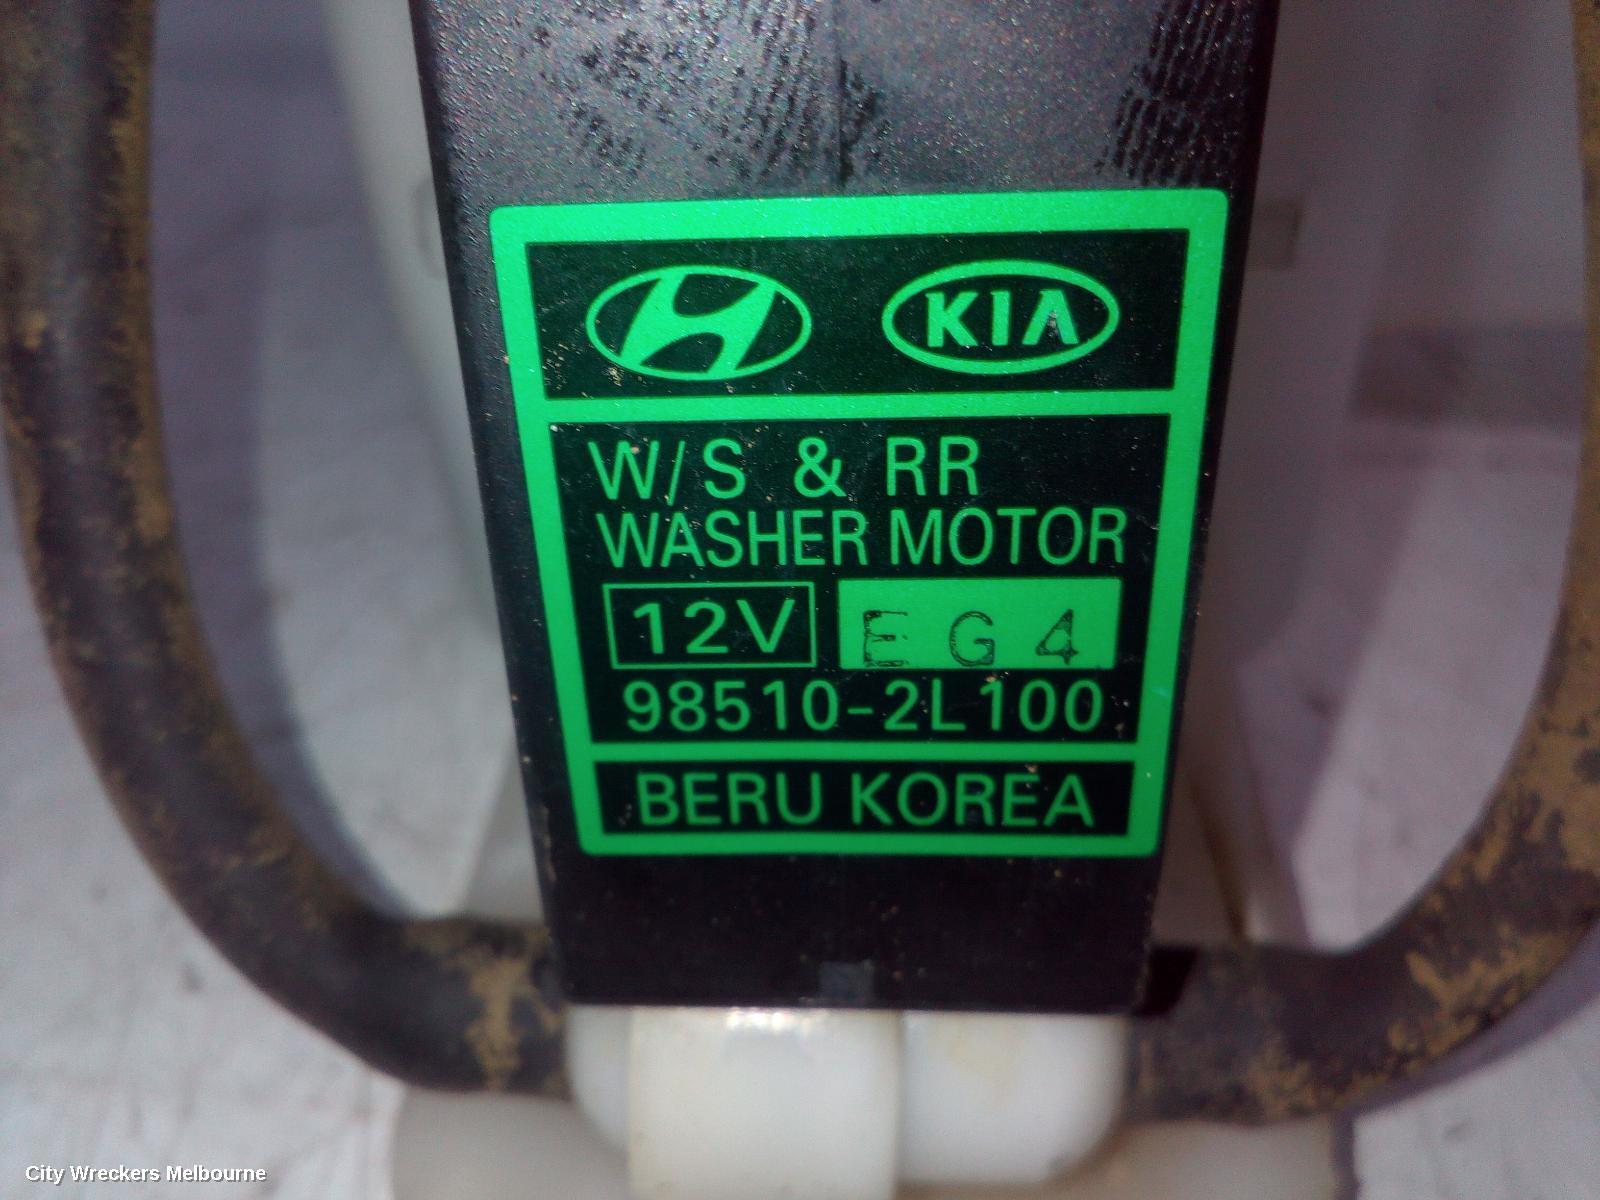 KIA
W/S & RR
WASHER MOTOR
12V EG4
98510-2L100
BERU KOREA
City Wreckers Melbourne